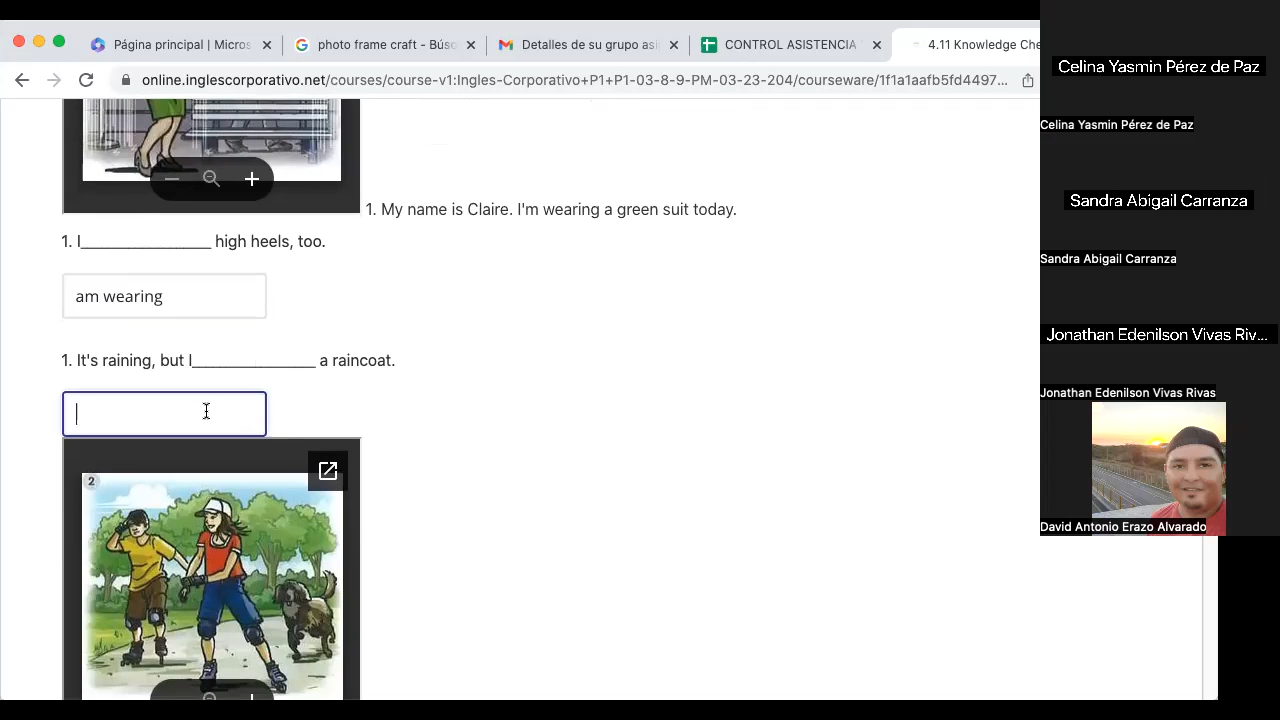 Página principal | Micros
photo frame craft - Búsc
Detalles de su grupo asi
CONTROL ASISTENCIA
4.11 Knowledge Che
online.inglescorporativo.net/courses/course-v1:Ingles-Corporativo+P1+P1-03-8-9-PM-03-23-204/courseware/1f1a1aafb5fd4497...
1. My name is Claire. I'm wearing a green suit today.
1. I__________________ high heels, too.
am wearing
1. It's raining, but I________________ a raincoat.
2
Celina Yasmin Pérez de Paz
Celina Yasmin Pérez de Paz
Sandra Abigail Carranza
Sandra Abigail Carranza
Jonathan Edenilson Vivas Riv...
Jonathan Edenilson Vivas Rivas
David Antonio Erazo Alvarado